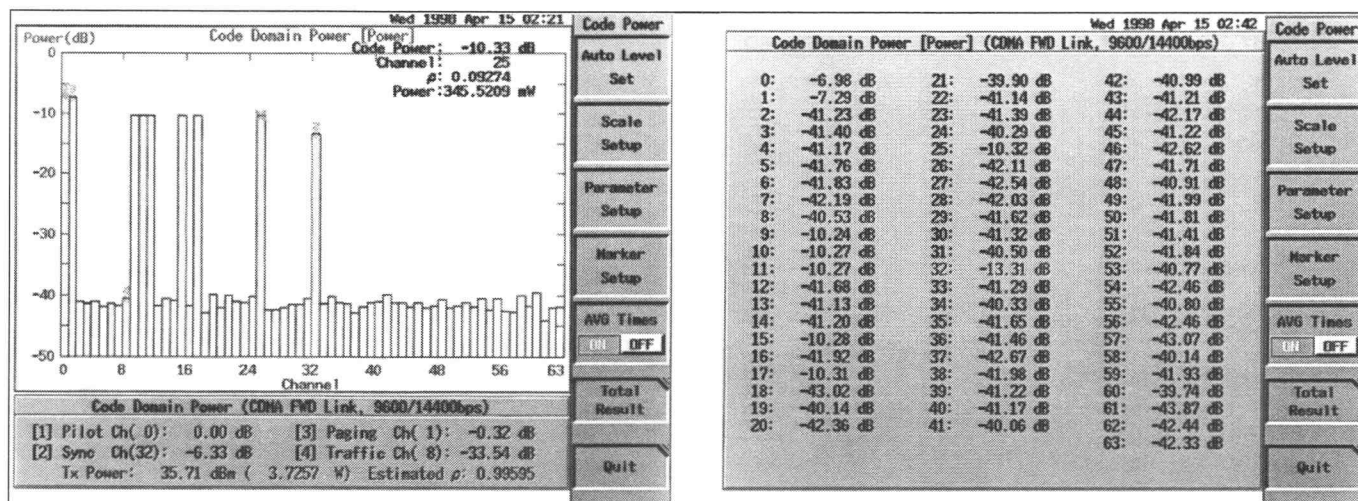 Wed 1998 Apr 15 02:21
Code Power
Power(dB)
Code Domain Power [Power]
Code Power: -10.33 dB
Channel: 25
ρ: 0.09274
Power:345.5209 mW
0
-10
-20
-30
-40
-50
0 8 16 24 32 40 48 56 63
Channel
Code Domain Power (CDMA FWD Link, 9600/14400bps)
[1] Pilot Ch( 0): 0.00 dB [3] Paging Ch( 1): -0.32 dB
[2] Sync Ch(32): -6.33 dB [4] Traffic Ch( 8): -33.54 dB
Tx Power: 35.71 dBm ( 3.7257 W) Estimated ρ: 0.99595
Auto Level
Set
Scale
Setup
Parameter
Setup
Marker
Setup
AVG Times
ON OFF
Total
Result
Quit
Wed 1998 Apr 15 02:42
Code Power
Code Domain Power [Power] (CDMA FWD Link, 9600/14400bps)
0: -6.98 dB 21: -39.90 dB 42: -40.99 dB
1: -7.29 dB 22: -41.14 dB 43: -41.21 dB
2: -41.23 dB 23: -41.39 dB 44: -42.17 dB
3: -41.40 dB 24: -40.29 dB 45: -41.22 dB
4: -41.17 dB 25: -10.32 dB 46: -42.62 dB
5: -41.76 dB 26: -42.11 dB 47: -41.71 dB
6: -41.83 dB 27: -42.54 dB 48: -40.91 dB
7: -42.19 dB 28: -42.03 dB 49: -41.99 dB
8: -40.53 dB 29: -41.62 dB 50: -41.81 dB
9: -10.24 dB 30: -41.32 dB 51: -41.41 dB
10: -10.27 dB 31: -40.50 dB 52: -41.84 dB
11: -10.27 dB 32: -13.31 dB 53: -40.77 dB
12: -41.68 dB 33: -41.29 dB 54: -42.46 dB
13: -41.13 dB 34: -40.33 dB 55: -40.80 dB
14: -41.20 dB 35: -41.65 dB 56: -42.46 dB
15: -10.28 dB 36: -41.46 dB 57: -43.07 dB
16: -41.92 dB 37: -42.67 dB 58: -40.14 dB
17: -10.31 dB 38: -41.98 dB 59: -41.93 dB
18: -43.02 dB 39: -41.22 dB 60: -39.74 dB
19: -40.14 dB 40: -41.17 dB 61: -43.87 dB
20: -42.36 dB 41: -40.06 dB 62: -42.44 dB
63: -42.33 dB
Auto Level
Set
Scale
Setup
Parameter
Setup
Marker
Setup
AVG Times
ON OFF
Total
Result
Quit